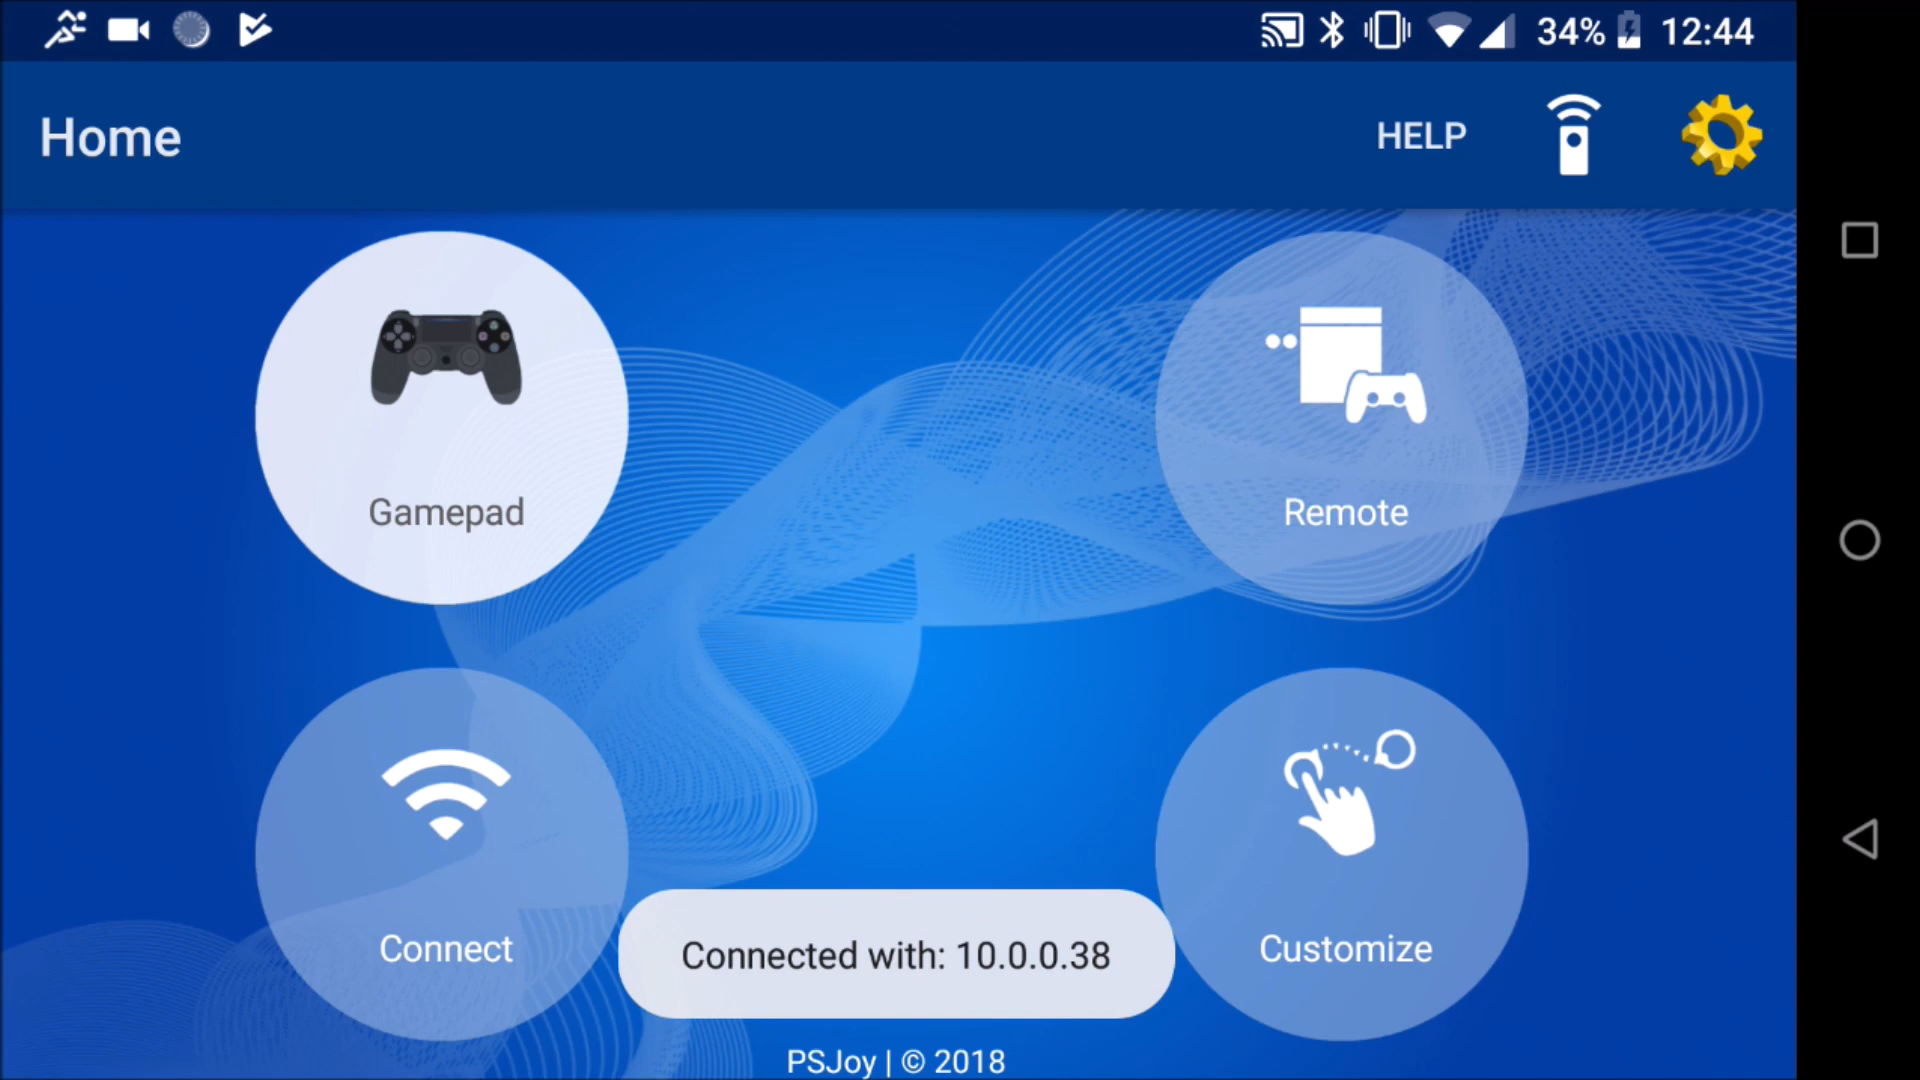 34% 12:44
Home
HELP
Gamepad
Remote
Connect
Customize
Connected with: 10.0.0.38
PSJoy | © 2018